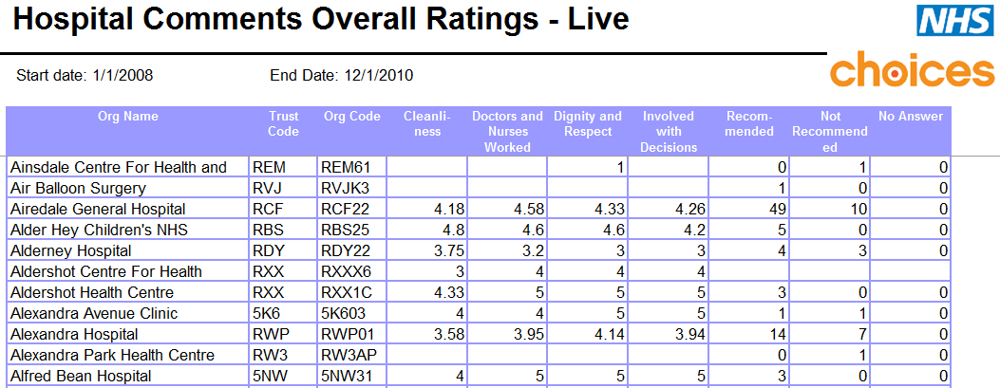 Hospital Comments Overall Ratings - Live
NHS
choices
Start date: 1/1/2008 End Date: 12/1/2010
Org Name Trust Code Org Code Cleanli-ness Doctors and Nurses Worked Dignity and Respect Involved with Decisions Recom-mended Not Recommend ed No Answer
Ainsdale Centre For Health and REM REM61 1 0 1 0
Air Balloon Surgery RVJ RVJK3 1 0 0
Airedale General Hospital RCF RCF22 4.18 4.58 4.33 4.26 49 10 0
Alder Hey Children's NHS RBS RBS25 4.8 4.6 4.6 4.2 5 0 0
Alderney Hospital RDY RDY22 3.75 3.2 3 3 4 3 0
Aldershot Centre For Health RXX RXXX6 3 4 4 4
Aldershot Health Centre RXX RXX1C 4.33 5 5 5 3 0 0
Alexandra Avenue Clinic 5K6 5K603 4 4 5 5 1 1 0
Alexandra Hospital RWP RWP01 3.58 3.95 4.14 3.94 14 7 0
Alexandra Park Health Centre RW3 RW3AP 0 1 0
Alfred Bean Hospital 5NW 5NW31 4 5 5 5 3 0 0